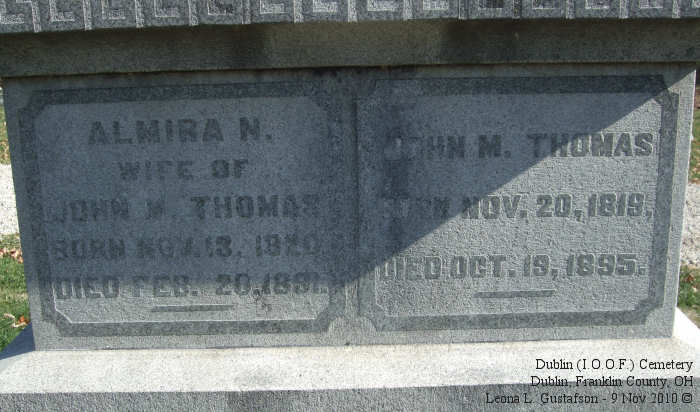 ALMIRA N.
WIFE OF
JOHN M. THOMAS
BORN NOV. 13, 1820
DIED FEB. 20, 1891.
JOHN M. THOMAS
BORN NOV. 20, 1819,
DIED OCT. 19, 1895.
Dublin (I.O.O.F.) Cemetery
Dublin, Franklin County, OH
Leona L. Gustafson - 9 Nov 2010 ©